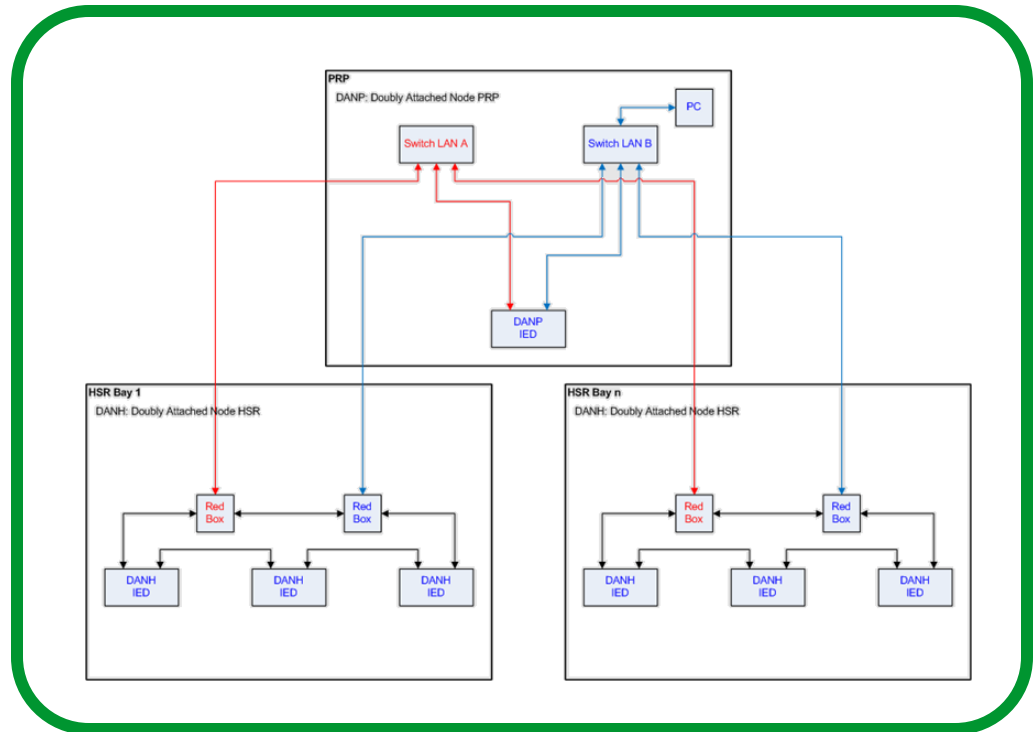 PRP
DANP: Doubly Attached Node PRP
PC
Switch LAN A
Switch LAN B
DANP
IED
HSR Bay 1
DANH: Doubly Attached Node HSR
Red
Box
Red
Box
DANH
IED
DANH
IED
DANH
IED
HSR Bay n
DANH: Doubly Attached Node HSR
Red
Box
Red
Box
DANH
IED
DANH
IED
DANH
IED